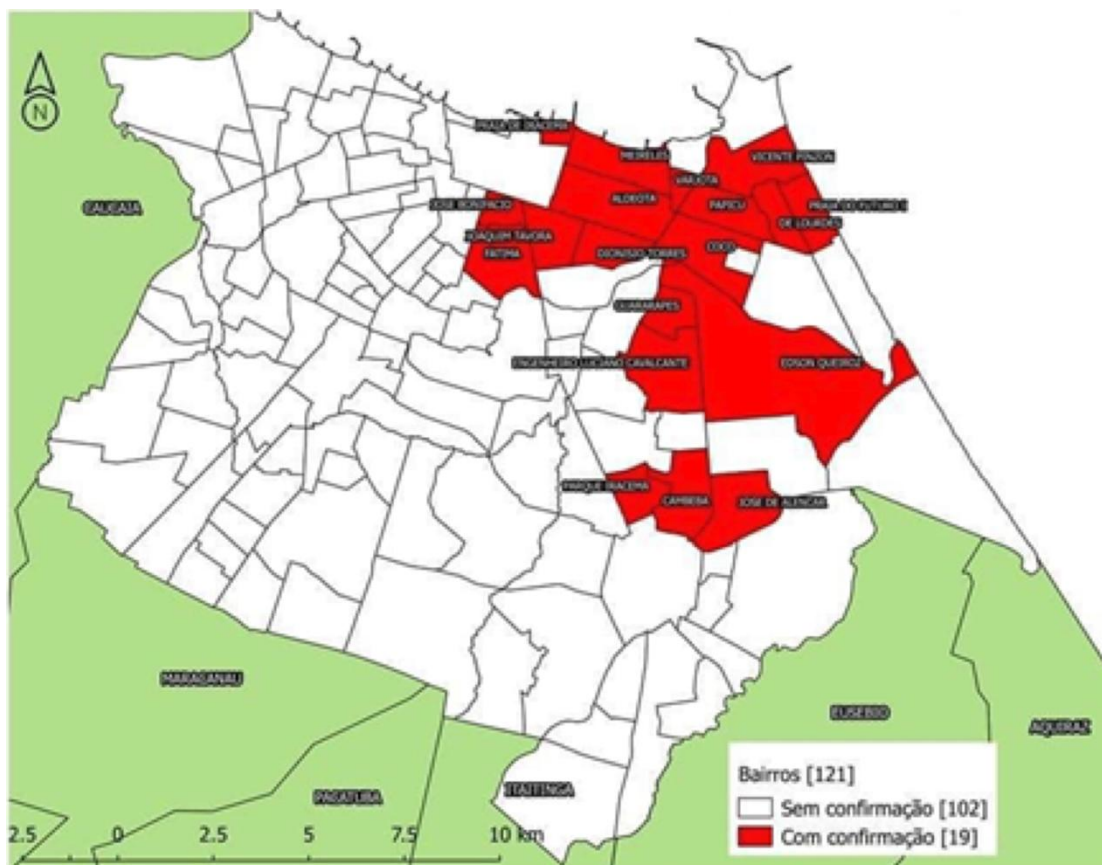 N
PRAIA DE IRACEMA
MEIRELES
VICENTE PINZON
VARJOTA
CAUCAIA
JOSE BONIFACIO
ALDEOTA
PAPICU
PRAIA DO FUTURO I
DE LOURDES
JOAQUIM TAVORA
FATIMA
DIONISIO TORRES
COCO
GUARARAPES
ENGENHEIRO LUCIANO CAVALCANTE
EDSON QUEIROZ
PARQUE IRACEMA
CAMBEBA
JOSE DE ALENCAR
MARACANAU
EUSEBIO
AQUIRAZ
PACATUBA
ITAITINGA
Bairros [121]
Sem confirmação [102]
Com confirmação [19]
2.5 0 2.5 5 7.5 10 km